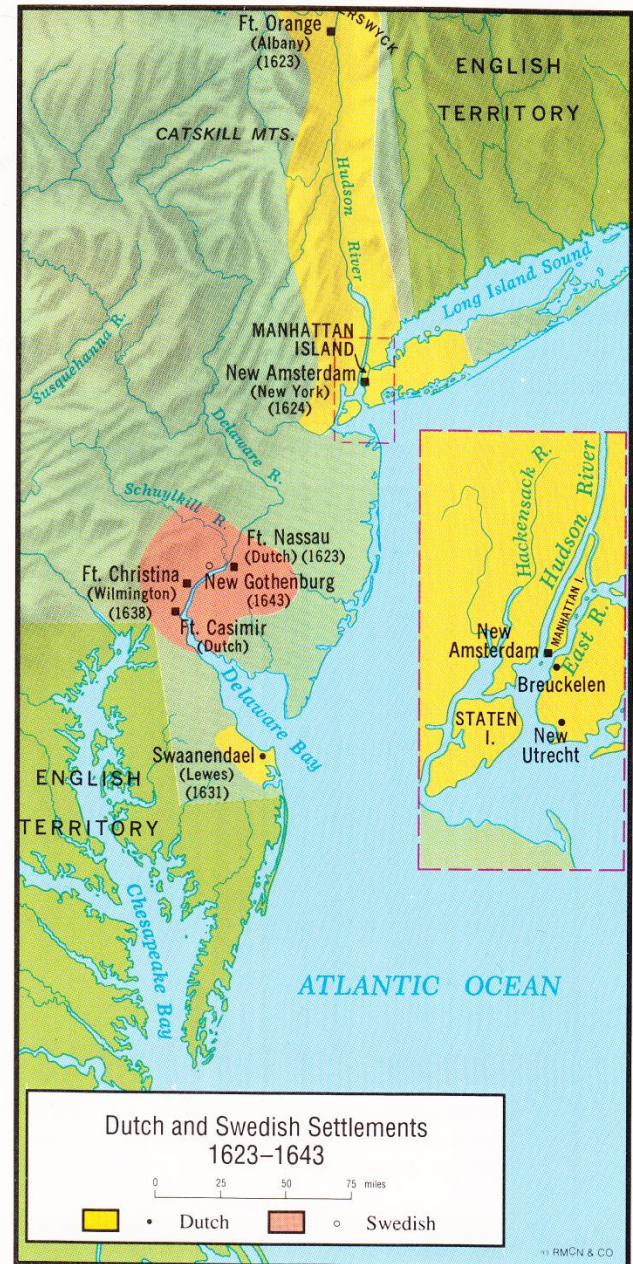 Ft. Orange
(Albany)
(1623)
ERSWYCK
ENGLISH
TERRITORY
CATSKILL MTS.
Hudson
River
Long Island Sound
MANHATTAN
ISLAND
New Amsterdam
(New York)
(1624)
Susquehanna R.
Delaware R.
Schuylkill R.
Ft. Nassau
(Dutch) (1623)
Ft. Christina
(Wilmington)
(1638)
New Gothenburg
(1643)
Ft. Casimir
(Dutch)
Delaware Bay
Swaanendael
(Lewes)
(1631)
ENGLISH
TERRITORY
Chesapeake Bay
Hackensack R.
Hudson River
MANHATTAN I.
New
Amsterdam
East R.
Breuckelen
STATEN
I.
New
Utrecht
ATLANTIC OCEAN
Dutch and Swedish Settlements
1623–1643
0 25 50 75 miles
Dutch
Swedish
RMCN & CO